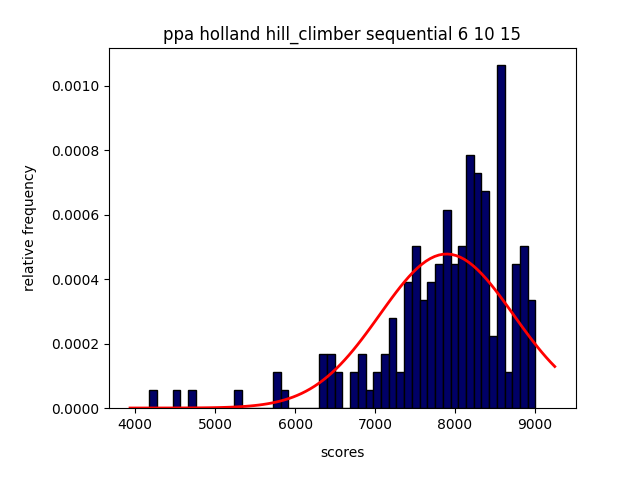 ppa holland hill_climber sequential 6 10 15
relative frequency
0.0010
0.0008
0.0006
0.0004
0.0002
0.0000
4000 5000 6000 7000 8000 9000
scores